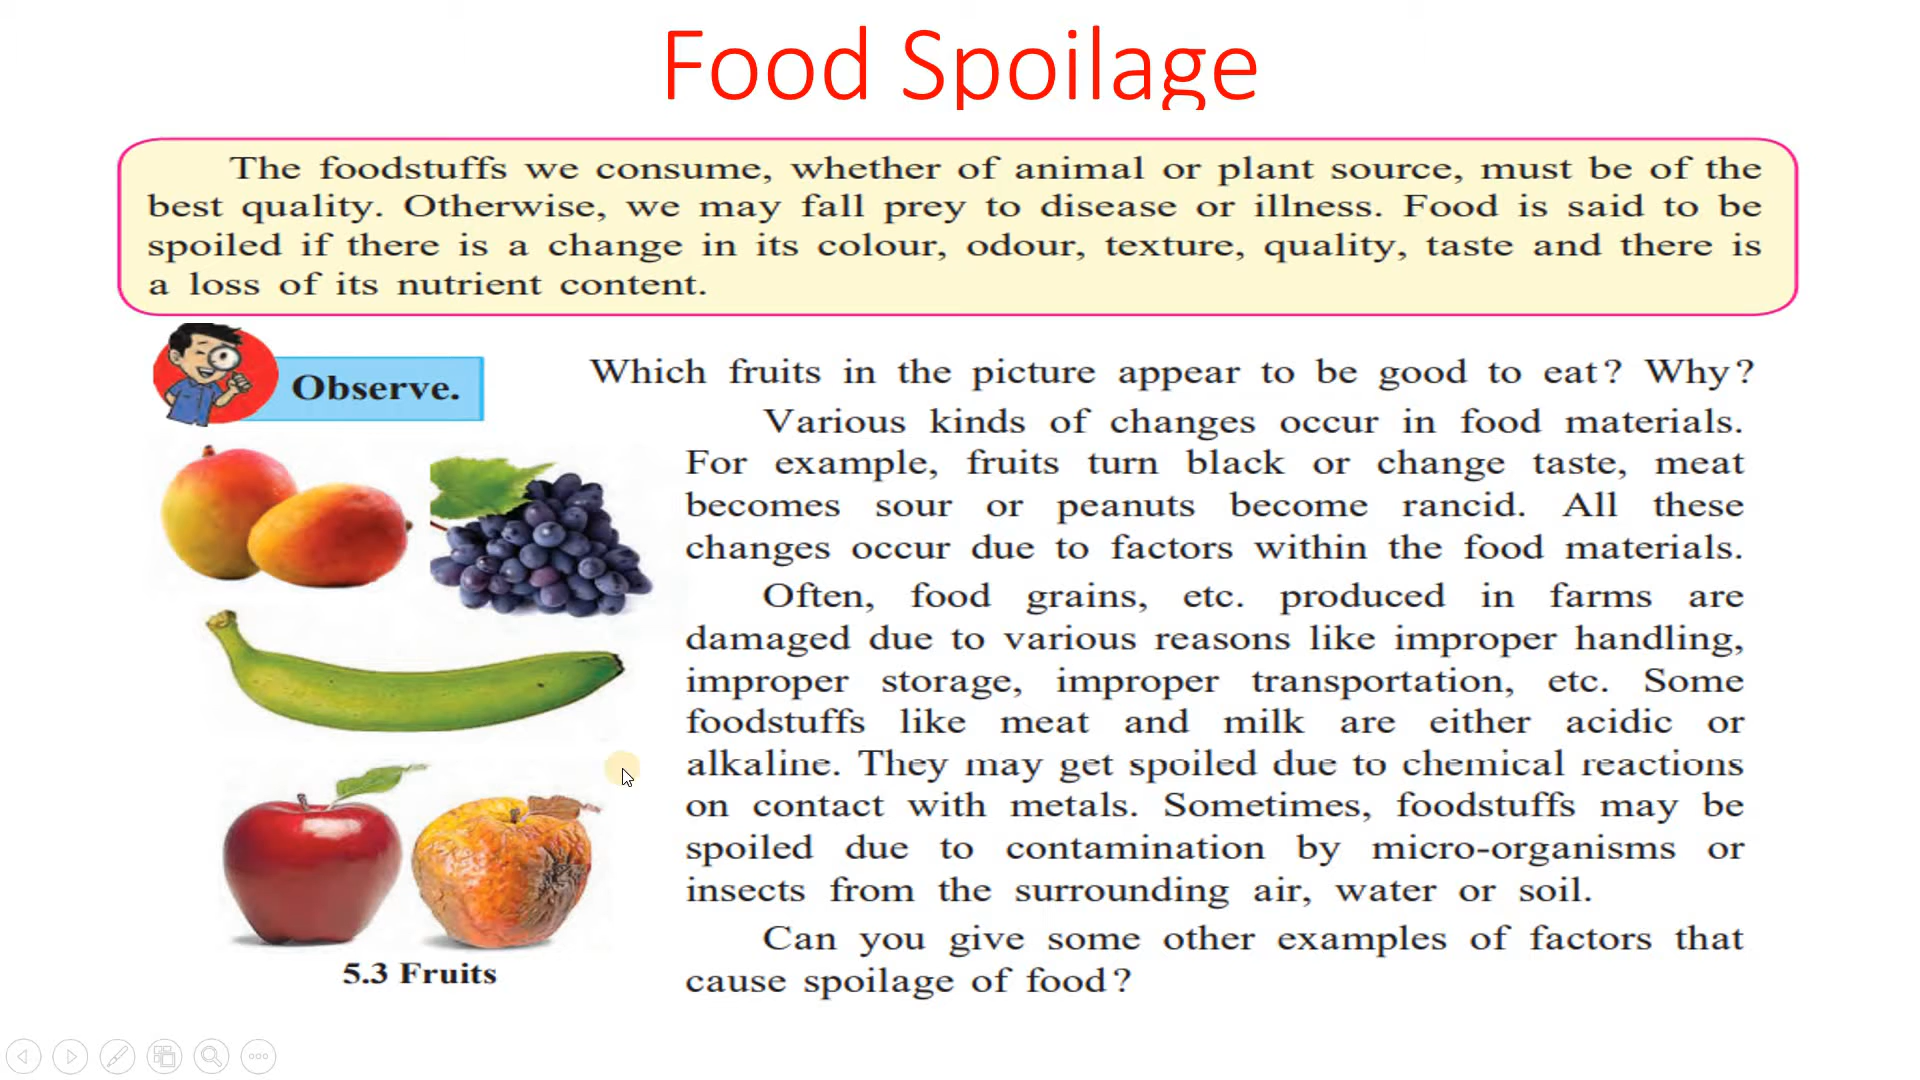 Food Spoilage
The foodstuffs we consume, whether of animal or plant source, must be of the
best quality. Otherwise, we may fall prey to disease or illness. Food is said to be
spoiled if there is a change in its colour, odour, texture, quality, taste and there is
a loss of its nutrient content.
Observe.
Which fruits in the picture appear to be good to eat? Why?
Various kinds of changes occur in food materials.
For example, fruits turn black or change taste, meat
becomes sour or peanuts become rancid. All these
changes occur due to factors within the food materials.
Often, food grains, etc. produced in farms are
damaged due to various reasons like improper handling,
improper storage, improper transportation, etc. Some
foodstuffs like meat and milk are either acidic or
alkaline. They may get spoiled due to chemical reactions
on contact with metals. Sometimes, foodstuffs may be
spoiled due to contamination by micro-organisms or
insects from the surrounding air, water or soil.
Can you give some other examples of factors that
cause spoilage of food?
5.3 Fruits